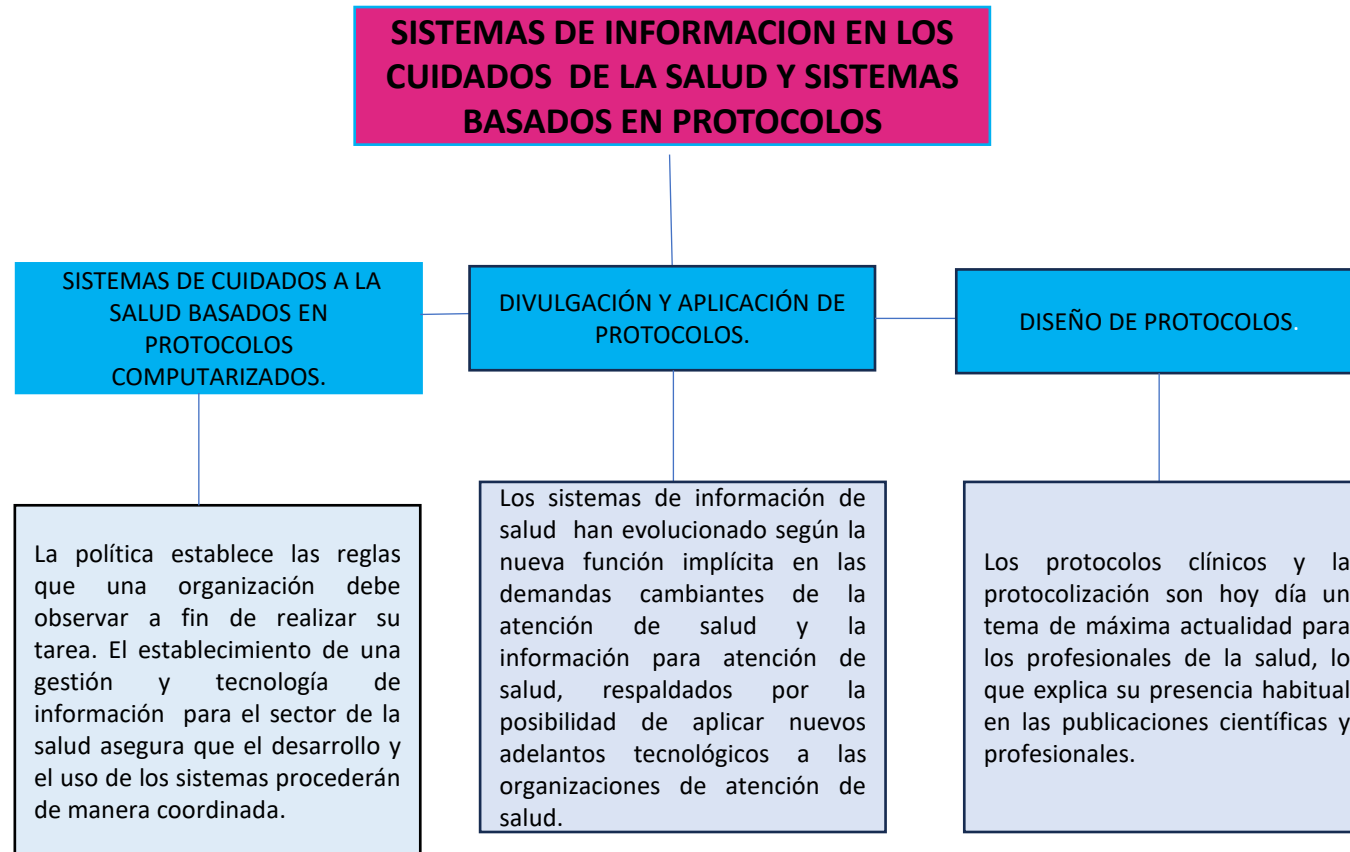 SISTEMAS DE INFORMACION EN LOS
CUIDADOS DE LA SALUD Y SISTEMAS
BASADOS EN PROTOCOLOS
SISTEMAS DE CUIDADOS A LA
SALUD BASADOS EN
PROTOCOLOS
COMPUTARIZADOS.
DIVULGACIÓN Y APLICACIÓN DE
PROTOCOLOS.
DISEÑO DE PROTOCOLOS.
La política establece las reglas
que una organización debe
observar a fin de realizar su
tarea. El establecimiento de una
gestión y tecnología de
información para el sector de la
salud asegura que el desarrollo y
el uso de los sistemas procederán
de manera coordinada.
Los sistemas de información de
salud han evolucionado según la
nueva función implícita en las
demandas cambiantes de la
atención de salud y la
información para atención de
salud, respaldados por la
posibilidad de aplicar nuevos
adelantos tecnológicos a las
organizaciones de atención de
salud.
Los protocolos clínicos y la
protocolización son hoy día un
tema de máxima actualidad para
los profesionales de la salud, lo
que explica su presencia habitual
en las publicaciones científicas y
profesionales.